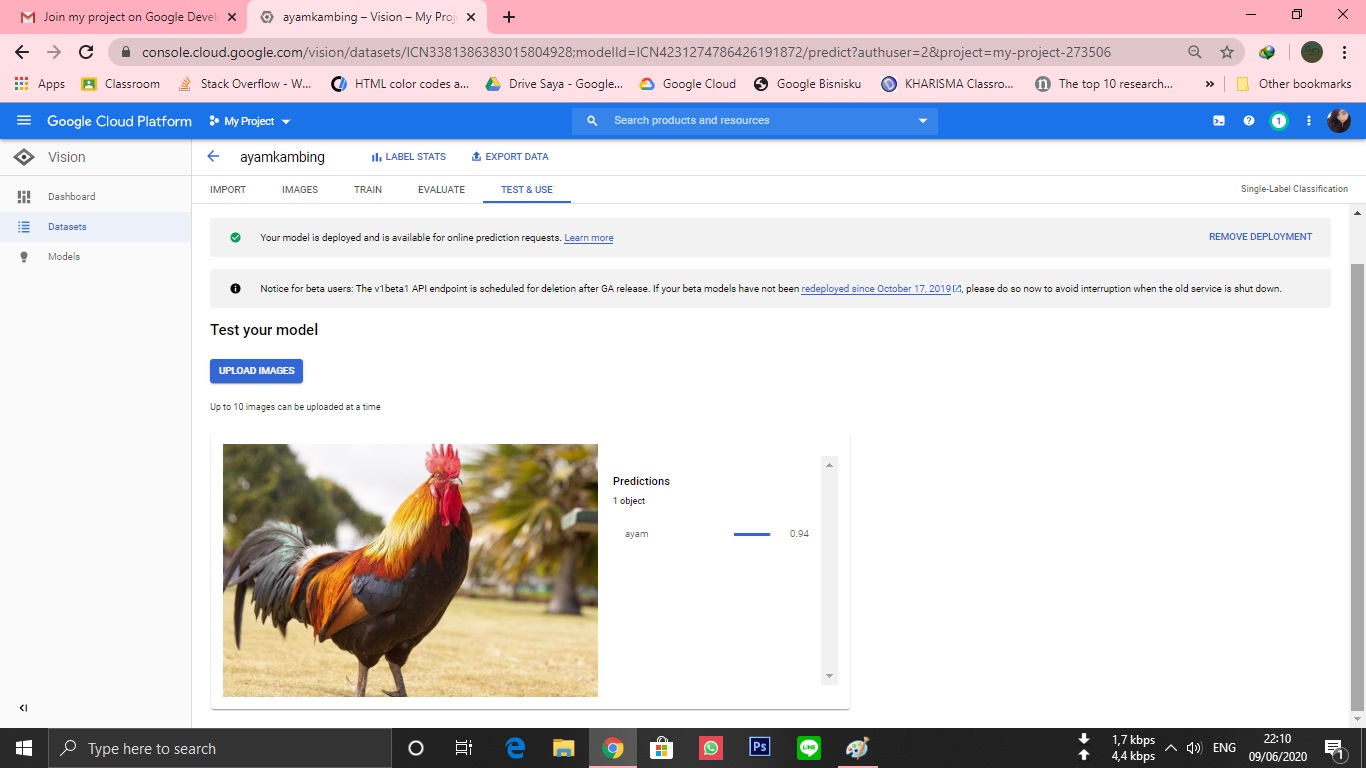 Join my project on Google Devel
ayamkambing – Vision – My Proj
console.cloud.google.com/vision/datasets/ICN3381386383015804928:modelId=ICN4231274786426191872/predict?authuser=2&project=my-project-273506
Apps Classroom Stack Overflow - W... HTML color codes a... Drive Saya - Google... Google Cloud Google Bisnisku KHARISMA Classro... The top 10 research... » Other bookmarks
Google Cloud Platform My Project Search products and resources 1
Vision ayamkambing LABEL STATS EXPORT DATA
IMPORT IMAGES TRAIN EVALUATE TEST & USE Single-Label Classification
Dashboard
Datasets
Models
Your model is deployed and is available for online prediction requests. Learn more REMOVE DEPLOYMENT
Notice for beta users: The v1beta1 API endpoint is scheduled for deletion after GA release. If your beta models have not been redeployed since October 17, 2019, please do so now to avoid interruption when the old service is shut down.
Test your model
UPLOAD IMAGES
Up to 10 images can be uploaded at a time
Predictions
1 object
ayam 0.94
Type here to search
Ps
LINE
1,7 kbps
4,4 kbps
ENG
22:10
09/06/2020
1